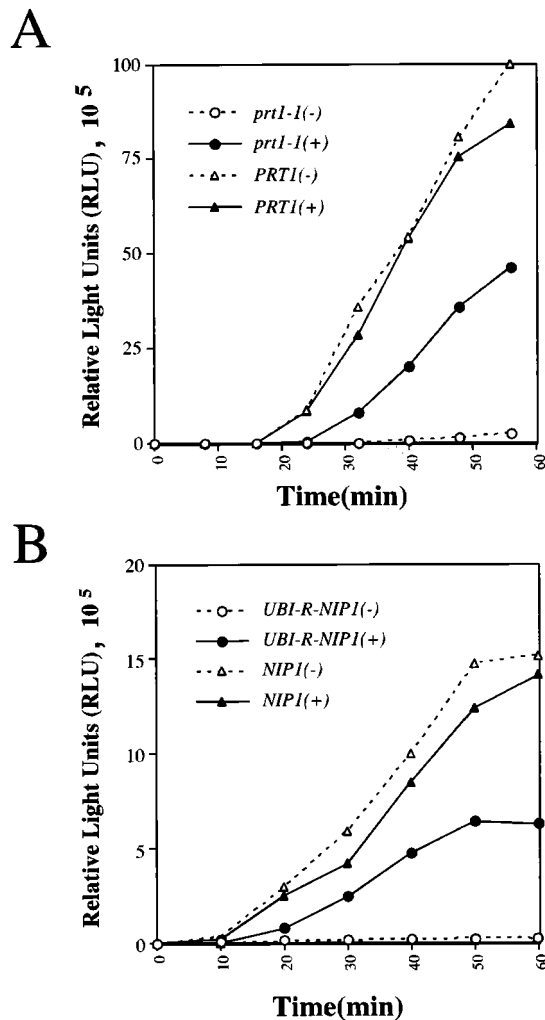 A
Relative Light Units (RLU), 10 5
100
75
50
25
0
prt1-1(-)
prt1-1(+)
PRT1(-)
PRT1(+)
0
10
20
30
40
50
60
Time(min)
B
Relative Light Units (RLU), 10 5
20
15
10
5
0
UBI-R-NIP1(-)
UBI-R-NIP1(+)
NIP1(-)
NIP1(+)
0
10
20
30
40
50
60
Time(min)